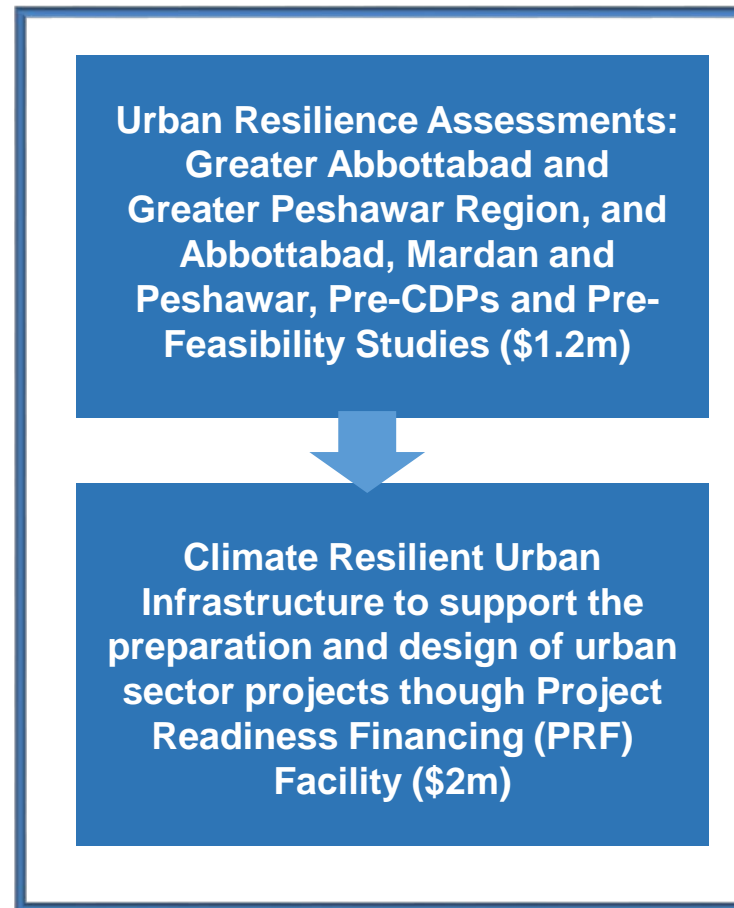 Urban Resilience Assessments:
Greater Abbottabad and
Greater Peshawar Region, and
Abbottabad, Mardan and
Peshawar, Pre-CDPs and Pre-
Feasibility Studies ($1.2m)
Climate Resilient Urban
Infrastructure to support the
preparation and design of urban
sector projects though Project
Readiness Financing (PRF)
Facility ($2m)